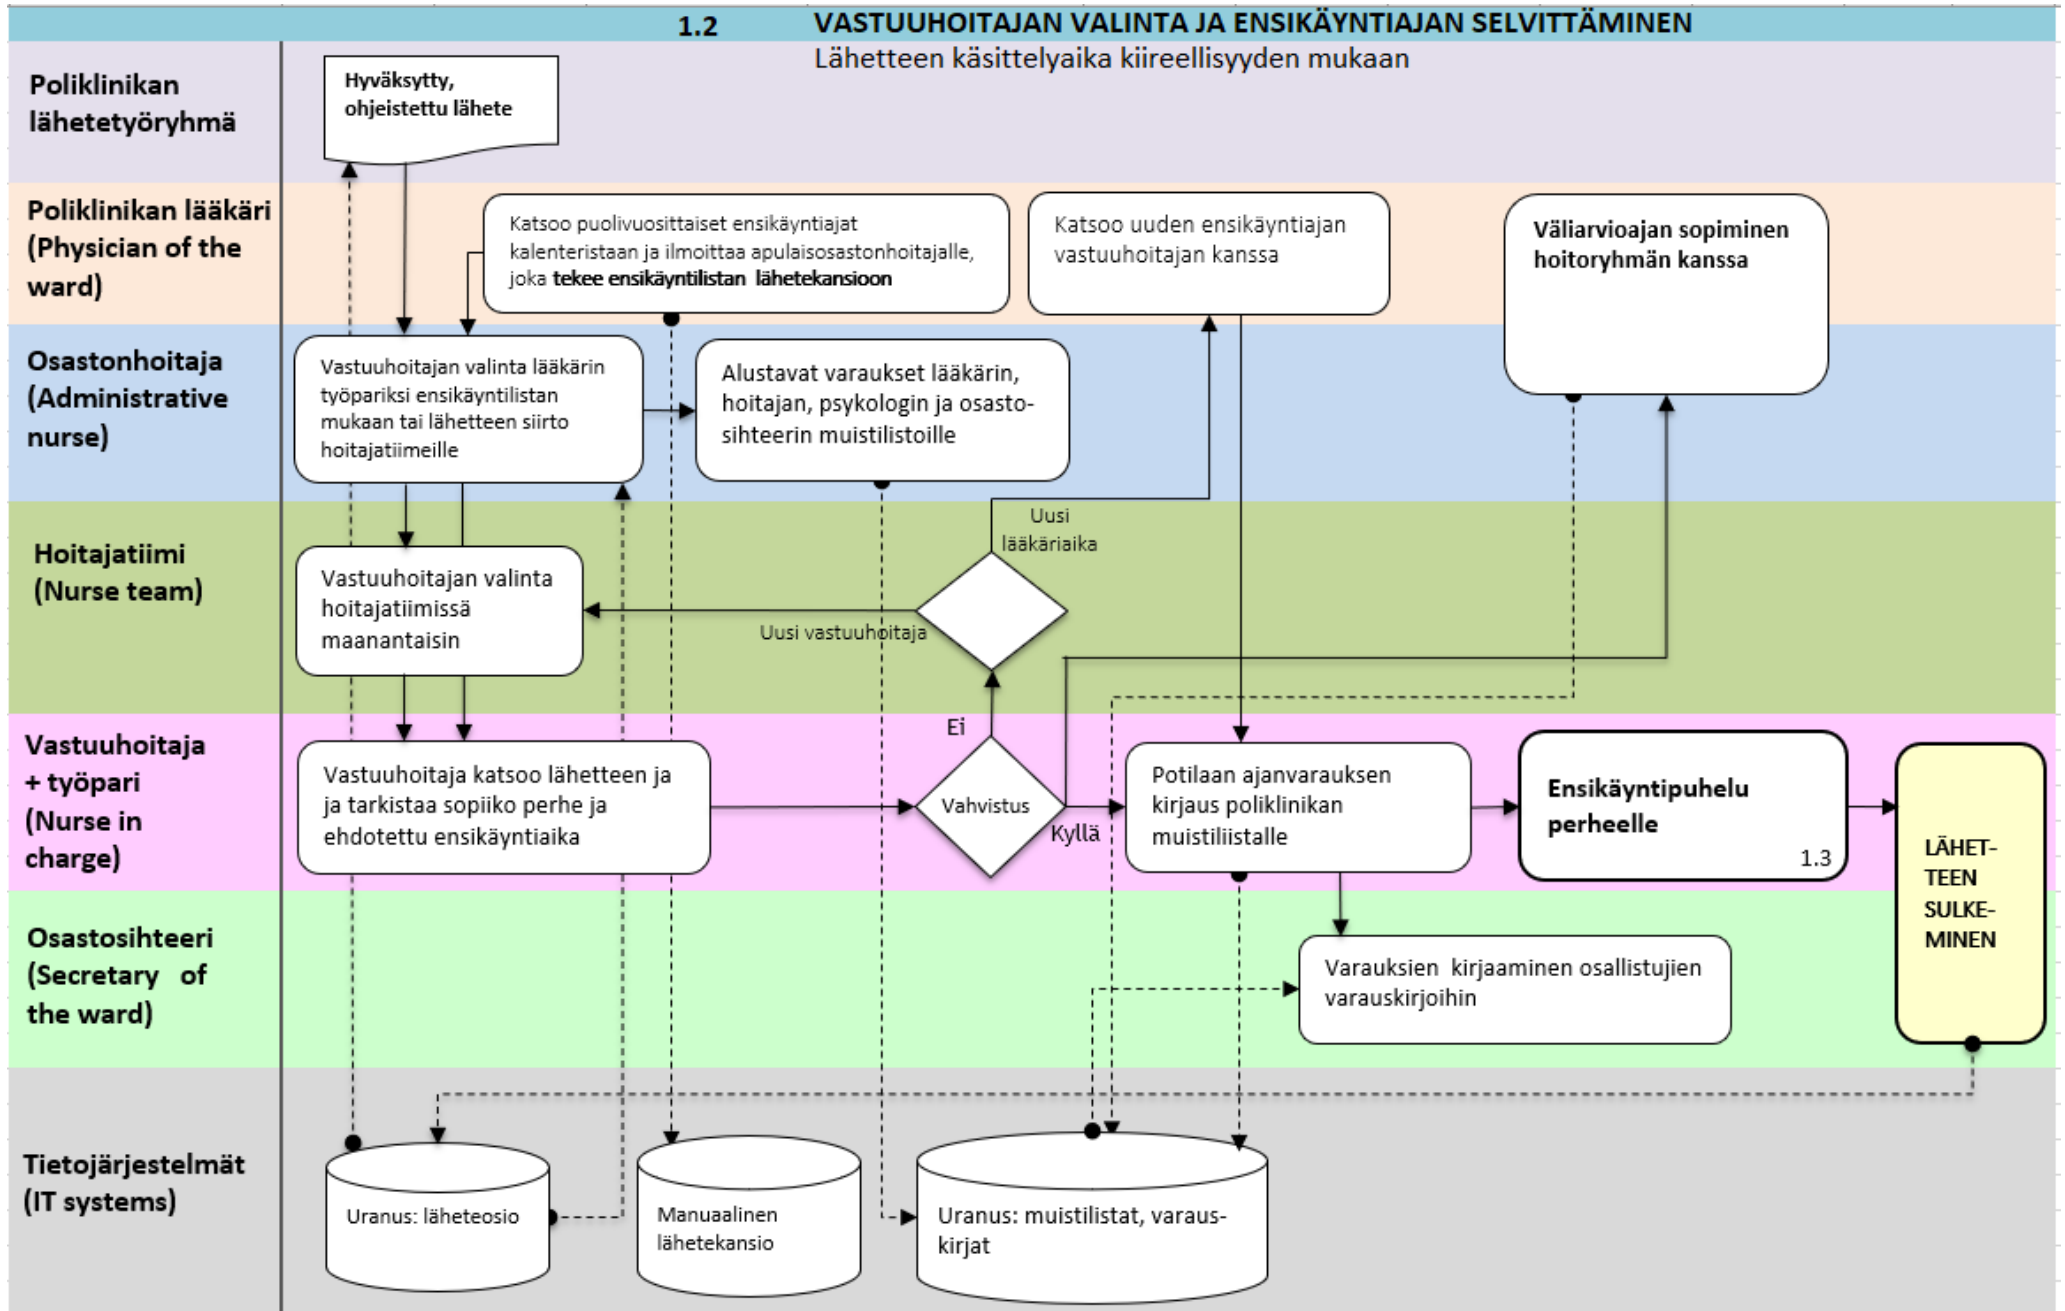 1.2 VASTUUHOITAJAN VALINTA JA ENSIKÄYNTIAJAN SELVITTÄMINEN
Lähetteen käsittelyaika kiireellisyyden mukaan
Poliklinikan
lähetetyöryhmä
Hyväksytty,
ohjeistettu lähete
Poliklinikan lääkäri
(Physician of the
ward)
Katsoo puolivuosittaiset ensikäyntiajat
kalenteristaan ja ilmoittaa apulaisosastonhoitajalle,
joka tekee ensikäyntilistan lähetekansioon
Katsoo uuden ensikäyntiajan
vastuuhoitajan kanssa
Väliarvioajan sopiminen
hoitoryhmän kanssa
Osastonhoitaja
(Administrative
nurse)
Vastuuhoitajan valinta lääkärin
työpariksi ensikäyntilistan
mukaan tai lähetteen siirto
hoitajatiimeille
Alustavat varaukset lääkärin,
hoitajan, psykologin ja osasto-
sihteerin muistilistoille
Hoitajatiimi
(Nurse team)
Vastuuhoitajan valinta
hoitajatiimissä
maanantaisin
Uusi
lääkäriaika
Uusi vastuuhoitaja
Vastuuhoitaja
+ työpari
(Nurse in
charge)
Vastuuhoitaja katsoo lähetteen ja
ja tarkistaa sopiiko perhe ja
ehdotettu ensikäyntiaika
Ei
Vahvistus
Kyllä
Potilaan ajanvarauksen
kirjaus poliklinikan
muistiliistalle
Ensikäyntipuhelu
perheelle
1.3
LÄHET-
TEEN
SULKE-
MINEN
Osastosihteeri
(Secretary of
the ward)
Varauksien kirjaaminen osallistujien
varauskirjoihin
Tietojärjestelmät
(IT systems)
Uranus: läheteosio
Manuaalinen
lähetekansio
Uranus: muistilistat, varaus-
kirjat